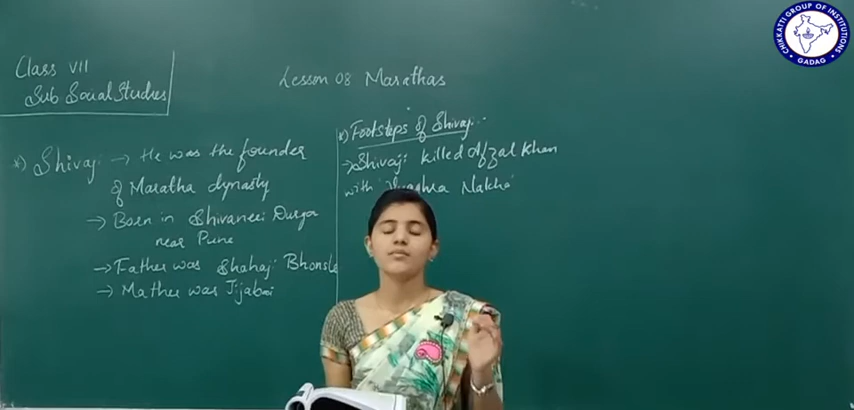 Class VII
Sub Social Studies
Lesson 08 Marathas
*) Shivaji → He was the founder
of Maratha dynasty
→ Born in Shivaneri Durga
near Pune
→ Father was Shahaji Bhonsle
→ Mather was Jijabai
*) Footsteps of Shivaji:-
→ Shivaji killed Afzal Khan
with 'Vyaghra Nakha'
CHIKKATTI GROUP OF INSTITUTIONS
GADAG